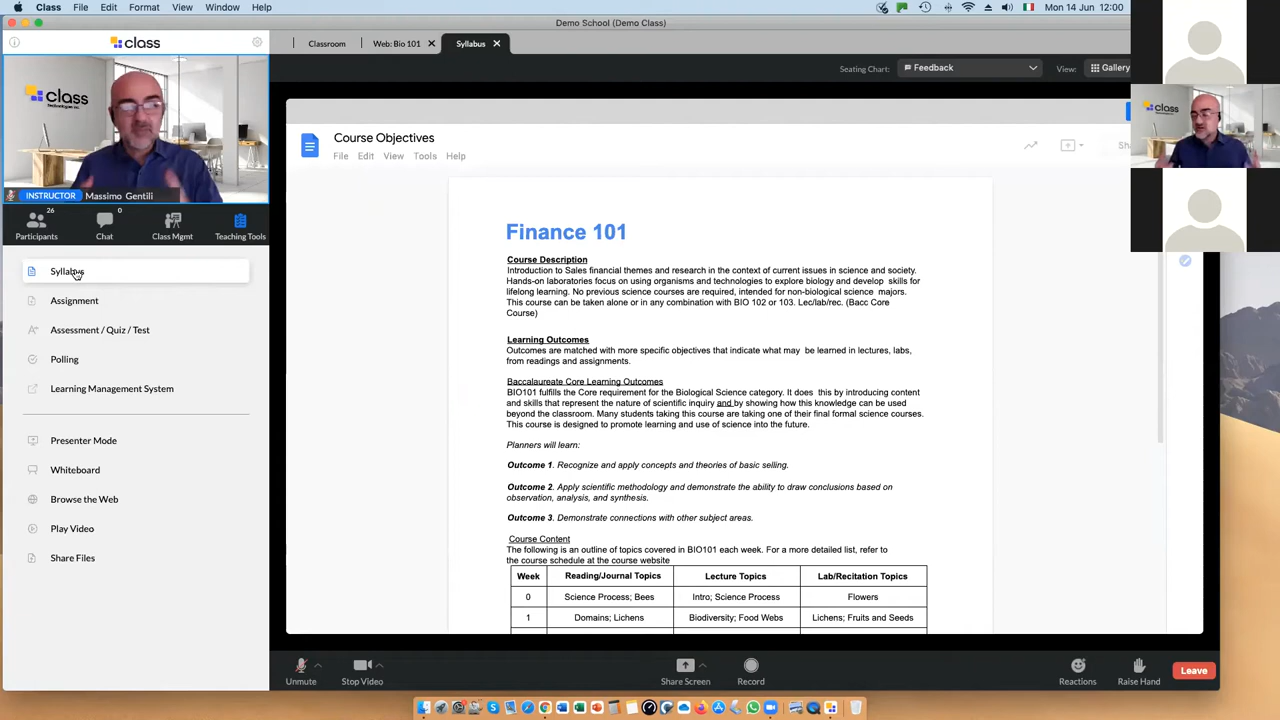 Instructor File Edit Format View Window Help
Mon 14 Jun 12:00
Demo School (Demo Class)
class
Classroom Web: Bio 101 Syllabus
Seating Chart: Feedback View: Gallery
class
Technologies Inc.
INSTRUCTOR Massimo Gentili
26 0
Participants Chat Class Mgmt Teaching Tools
Syllabus
Assignment
Assessment / Quiz / Test
Polling
Learning Management System
Presenter Mode
Whiteboard
Browse the Web
Play Video
Share Files
Course Objectives
File Edit View Tools Help
Sh
class
Finance 101
Course Description
Introduction to Sales financial themes and research in the context of current issues in science and society.
Hands-on laboratories focus on using organisms and technologies to explore biology and develop skills for
lifelong learning. No previous science courses are required, intended for non-biological science majors.
This course can be taken alone or in any combination with BIO 102 or 103. Lec/lab/rec. (Bacc Core
Course)
Learning Outcomes
Outcomes are matched with more specific objectives that indicate what may be learned in lectures, labs,
from readings and assignments.
Baccalaureate Core Learning Outcomes
BIO101 fulfills the Core requirement for the Biological Science category. It does this by introducing content
and skills that represent the nature of scientific inquiry and by showing how this knowledge can be used
beyond the classroom. Many students taking this course are taking one of their final formal science courses.
This course is designed to promote learning and use of science into the future.
Planners will learn:
Outcome 1. Recognize and apply concepts and theories of basic selling.
Outcome 2. Apply scientific methodology and demonstrate the ability to draw conclusions based on
observation, analysis, and synthesis.
Outcome 3. Demonstrate connections with other subject areas.
Course Content
The following is an outline of topics covered in BIO101 each week. For a more detailed list, refer to
the course schedule at the course website
Week Reading/Journal Topics Lecture Topics Lab/Recitation Topics
0 Science Process; Bees Intro; Science Process Flowers
1 Domains; Lichens Biodiversity; Food Webs Lichens; Fruits and Seeds
Unmute Stop Video Share Screen Record Reactions Raise Hand Leave